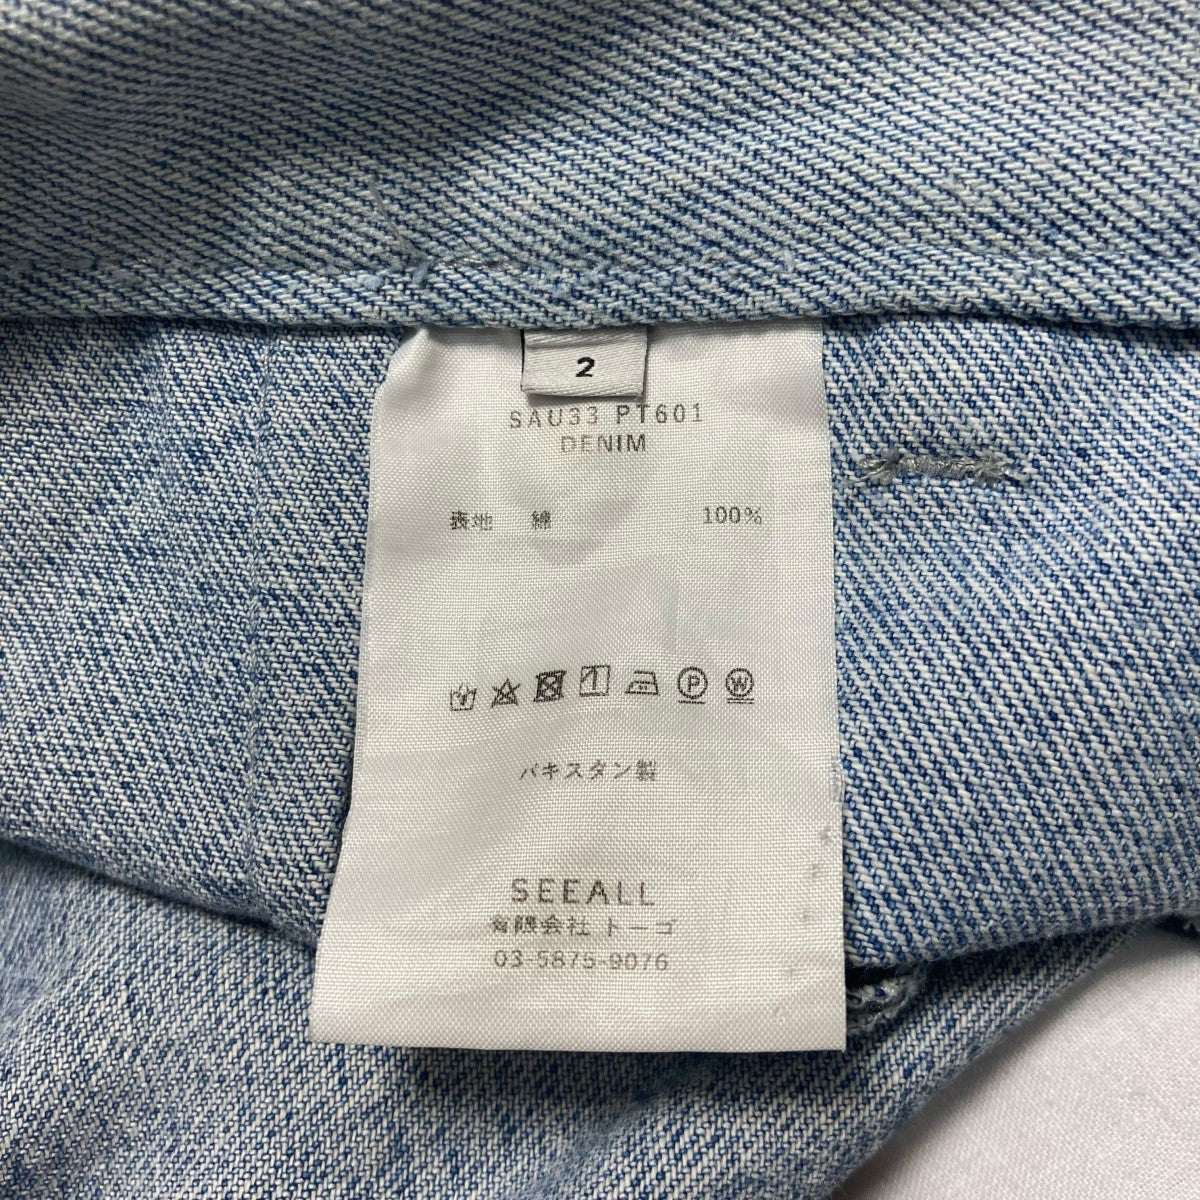 2
SAU33 PT601
DENIM
表地 綿 100%
P W
パキスタン製
SEEALL
有限会社 トーゴ
03-5875-9076